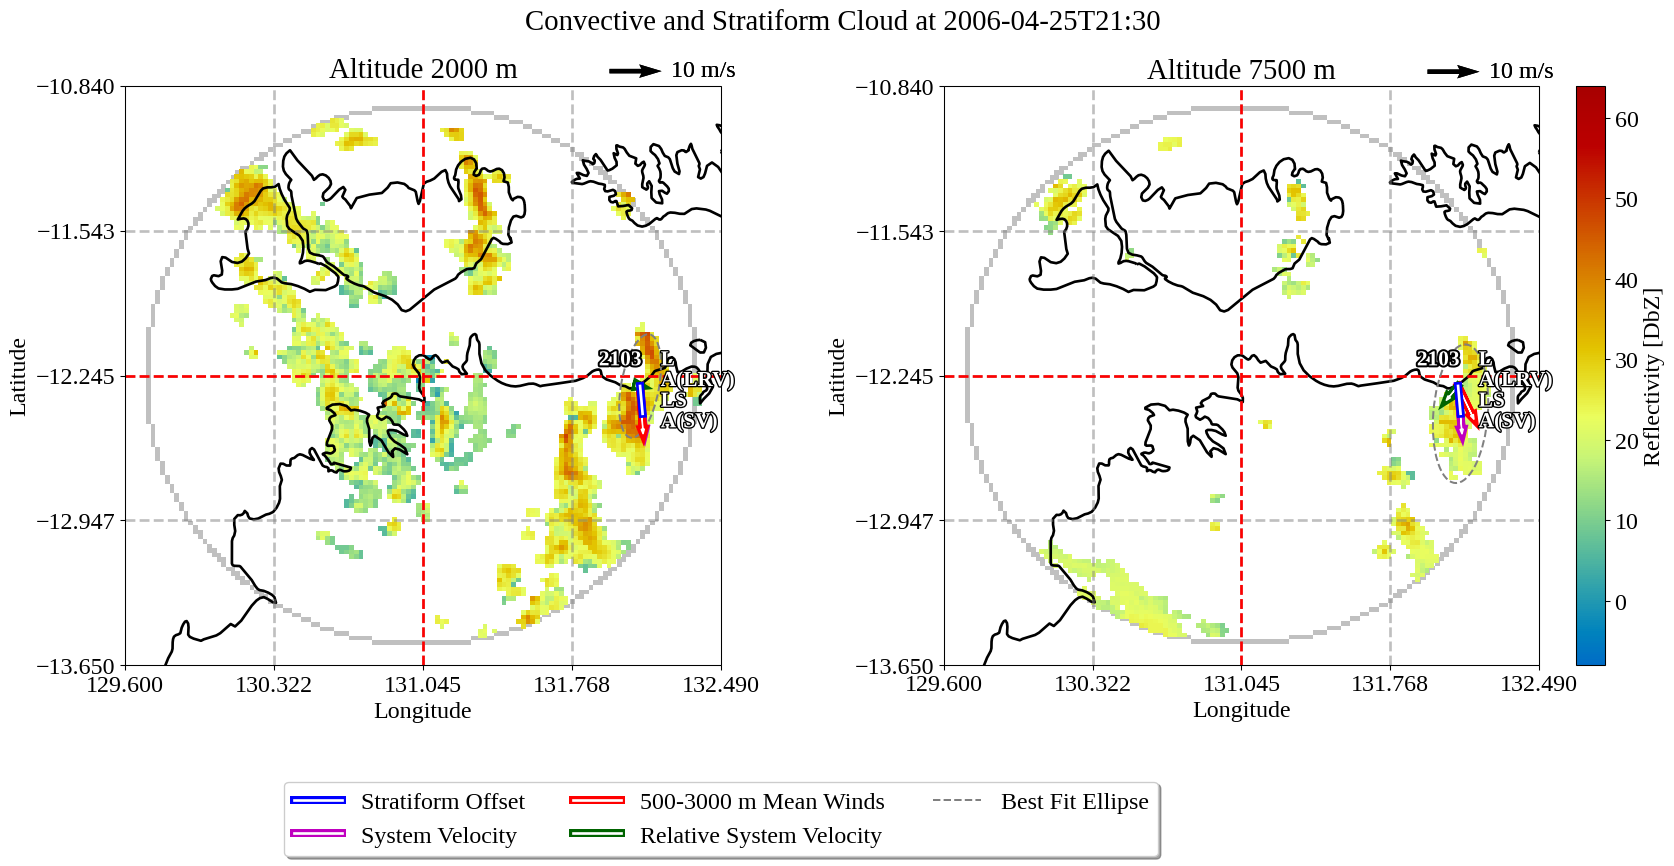 Convective and Stratiform Cloud at 2006-04-25T21:30
Altitude 2000 m
10 m/s
−10.840
−11.543
−12.245
−12.947
−13.650
Latitude
129.600
130.322
131.045
131.768
132.490
Longitude
2103
L
A(LRV)
LS
A(SV)
Altitude 7500 m
10 m/s
−10.840
−11.543
−12.245
−12.947
−13.650
Latitude
129.600
130.322
131.045
131.768
132.490
Longitude
2103
L
A(LRV)
LS
A(SV)
60
50
40
30
20
10
0
Reflectivity [DbZ]
Stratiform Offset
System Velocity
500-3000 m Mean Winds
Relative System Velocity
Best Fit Ellipse